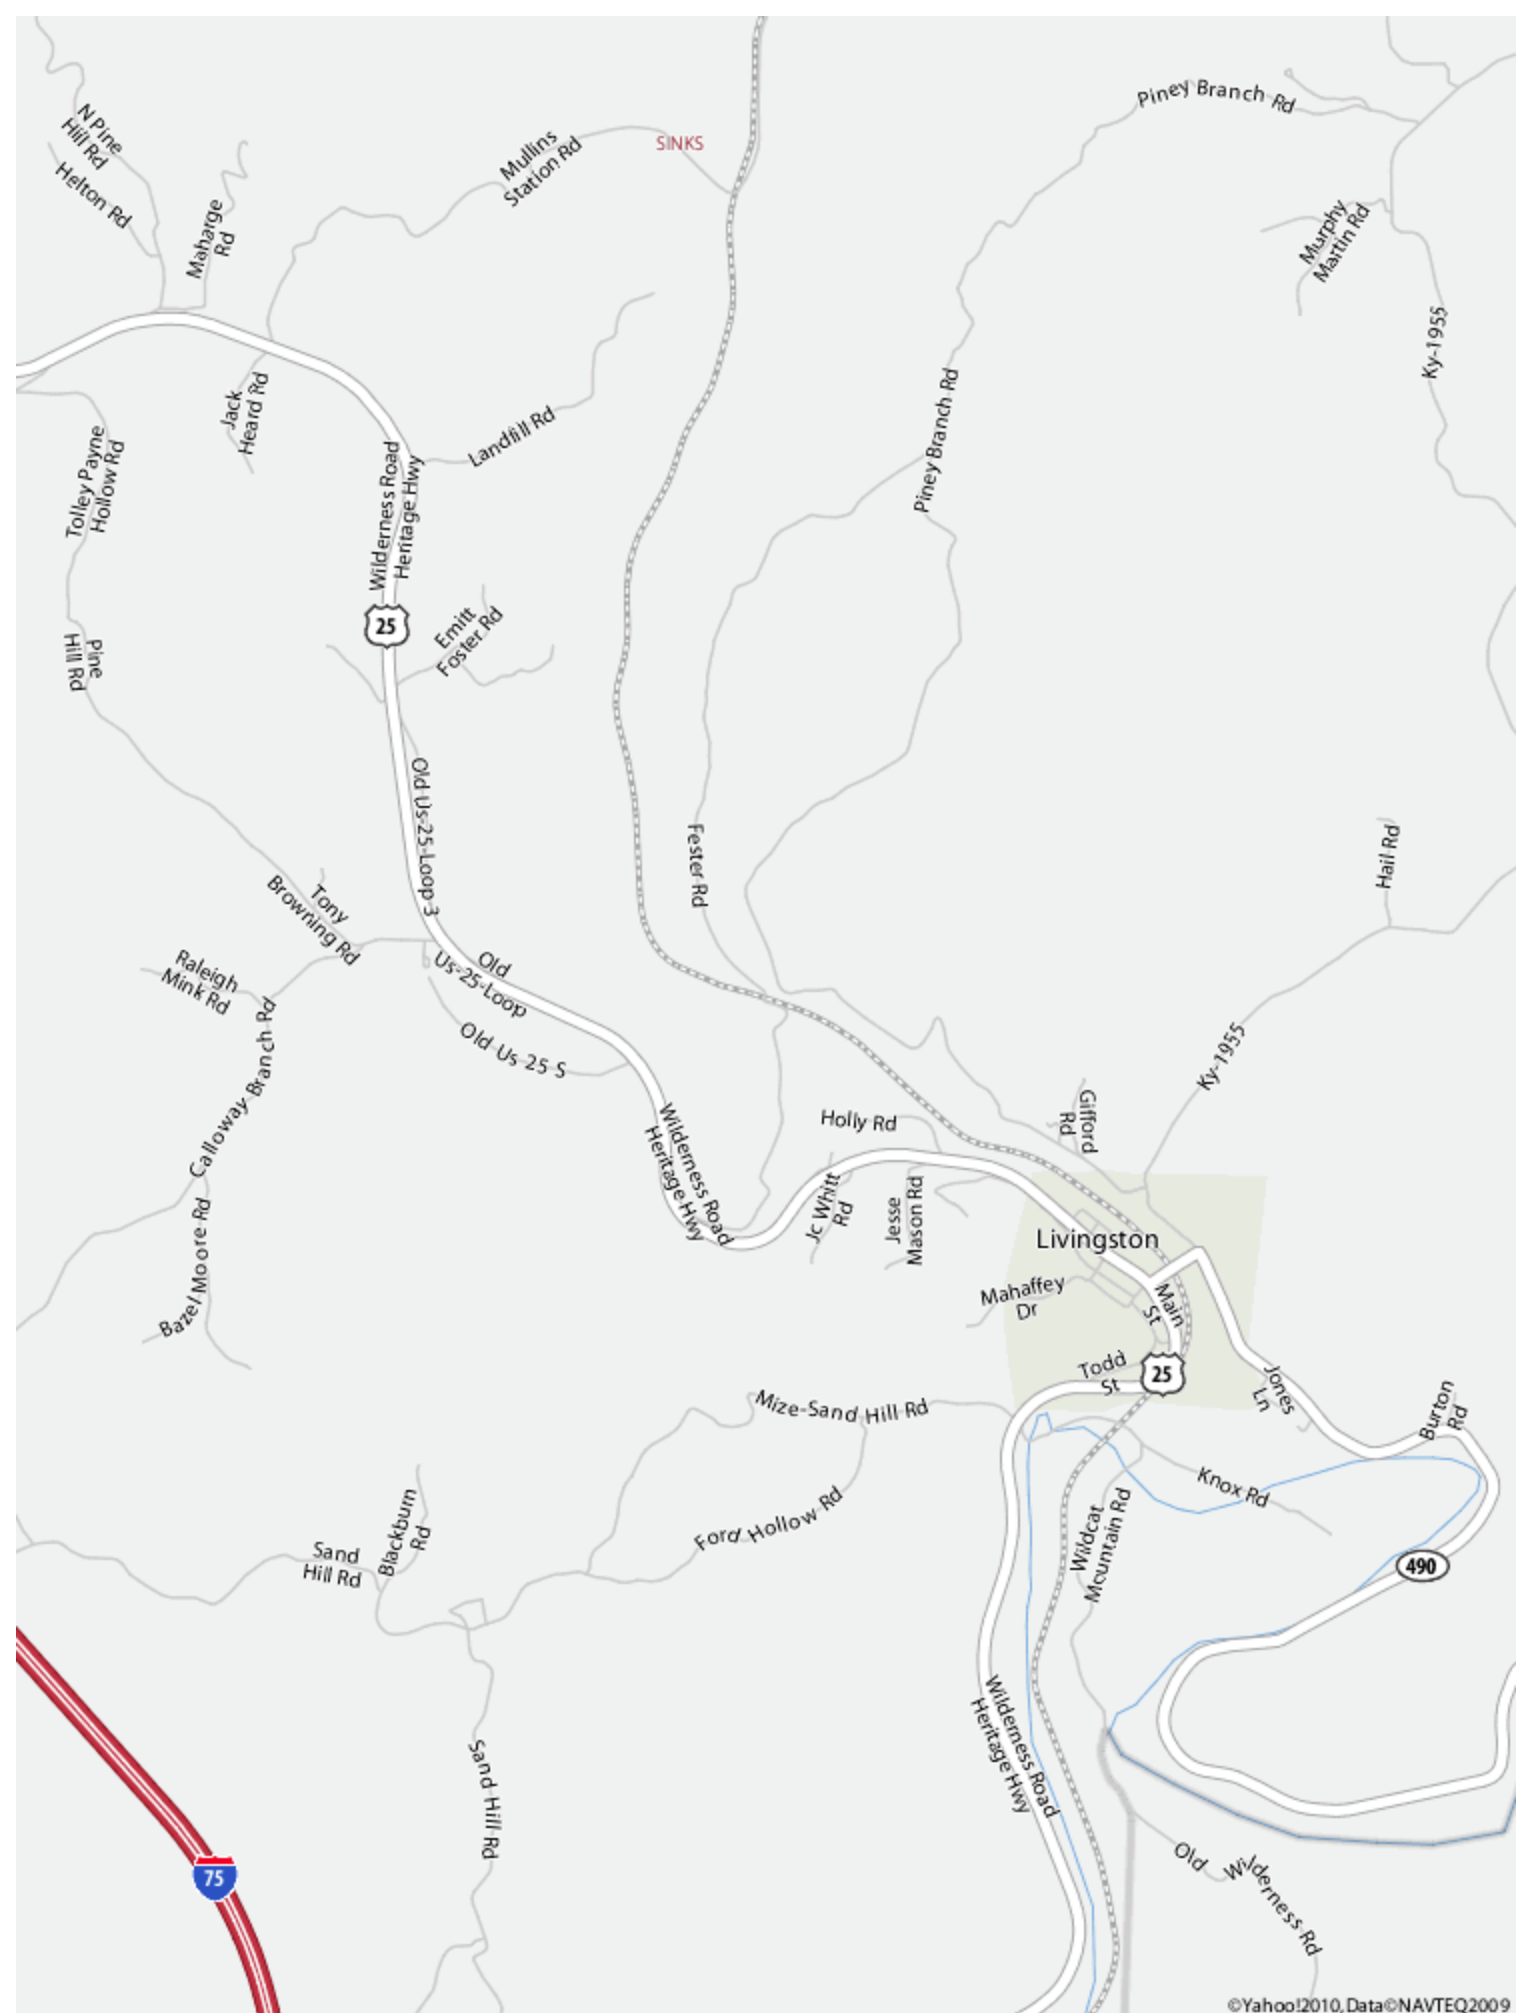 Piney Branch Rd
N Pine
Hill Rd
Helton Rd
Mullins
Station Rd
SINKS
Maharge
Rd
Murphy
Martin Rd
Ky-1955
Jack
Heard Rd
Landfill Rd
Piney Branch Rd
Tolley Payne
Hollow Rd
Wilderness Road
Heritage Hwy
25
Emitt
Foster Rd
Pine
Hill Rd
Old Us-25-Loop 3
Fester Rd
Hail Rd
Tony
Browning Rd
Raleigh
Mink Rd
Old
Us-25-Loop
Old Us 25 S
Ky-1955
Calloway Branch Rd
Holly Rd
Gifford
Rd
Wilderness Road
Heritage Hwy
Jc Whitt
Rd
Jesse
Mason Rd
Livingston
Bazel Moore Rd
Mahaffey
Dr
Main
St
Todd
St
25
Jones
Ln
Burton
Rd
Mize-Sand Hill Rd
Knox Rd
Ford Hollow Rd
Blackburn
Rd
Sand
Hill Rd
Wildcat
Mountain Rd
490
Wilderness Road
Heritage Hwy
Sand Hill Rd
75
Old Wilderness Rd
©Yahoo!2010, Data©NAVTEQ2009